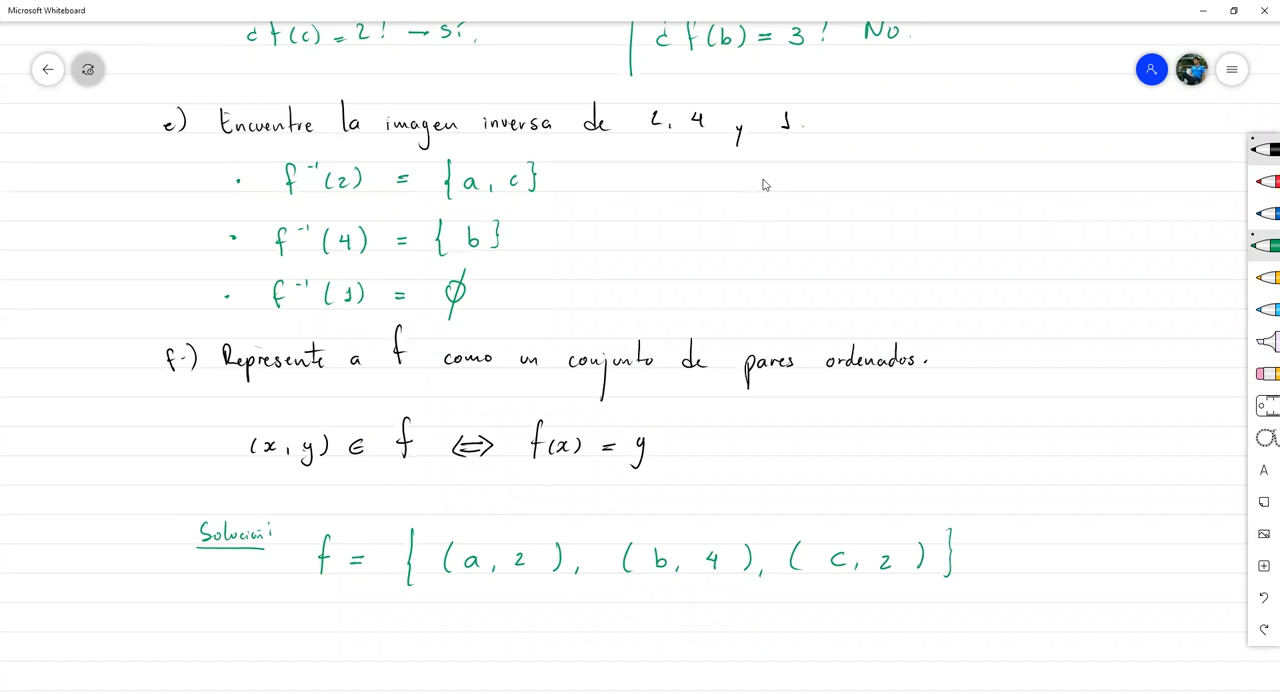 Microsoft Whiteboard
¿f(c) = 2? → Sí.
¿f(b) = 3? No.
e) Encuentre la imagen inversa de 2, 4 y 1.
• f⁻¹(2) = {a, c}
• f⁻¹(4) = {b}
• f⁻¹(1) = ∅
f-) Represente a f como un conjunto de pares ordenados.
(x, y) ∈ f ⟺ f(x) = y
Solución:
f = { (a, 2), (b, 4), (c, 2) }
A